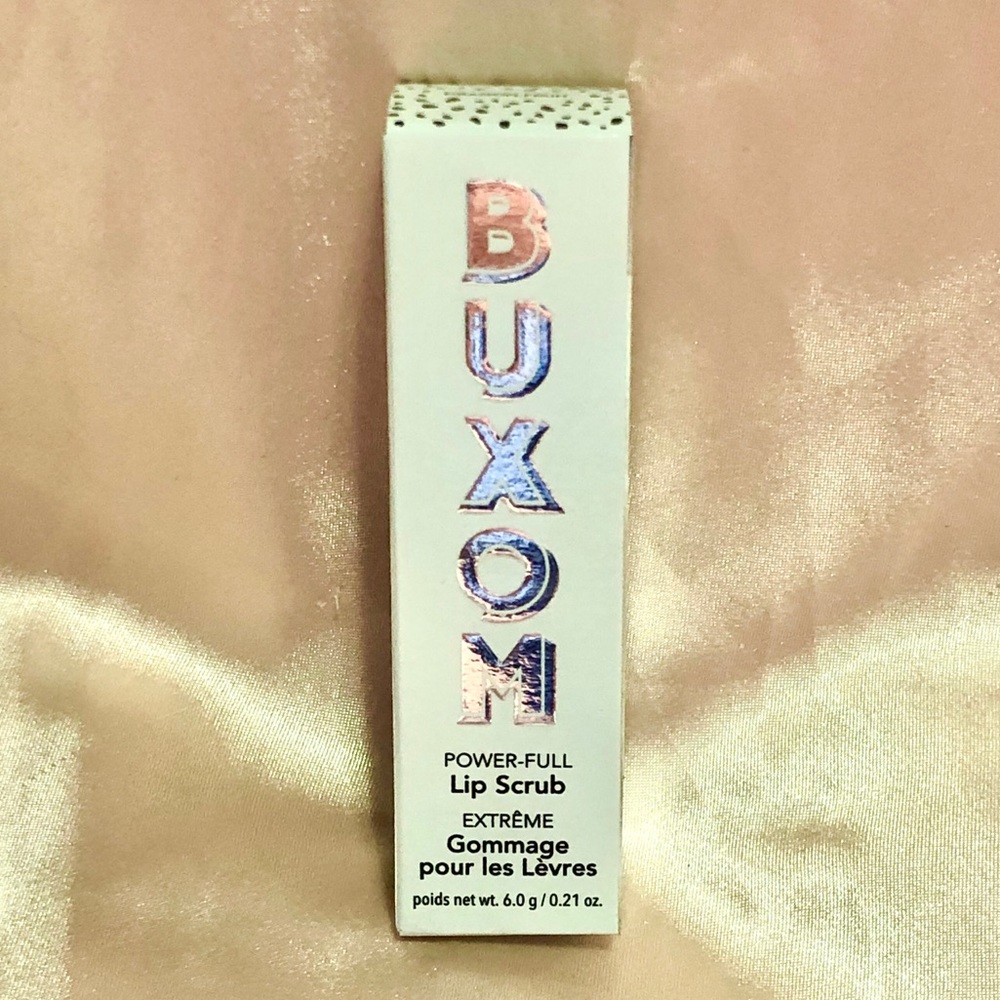 BUXOM
POWER-FULL
Lip Scrub
EXTRÊME
Gommage
pour les Lèvres
poids net wt. 6.0 g / 0.21 oz.